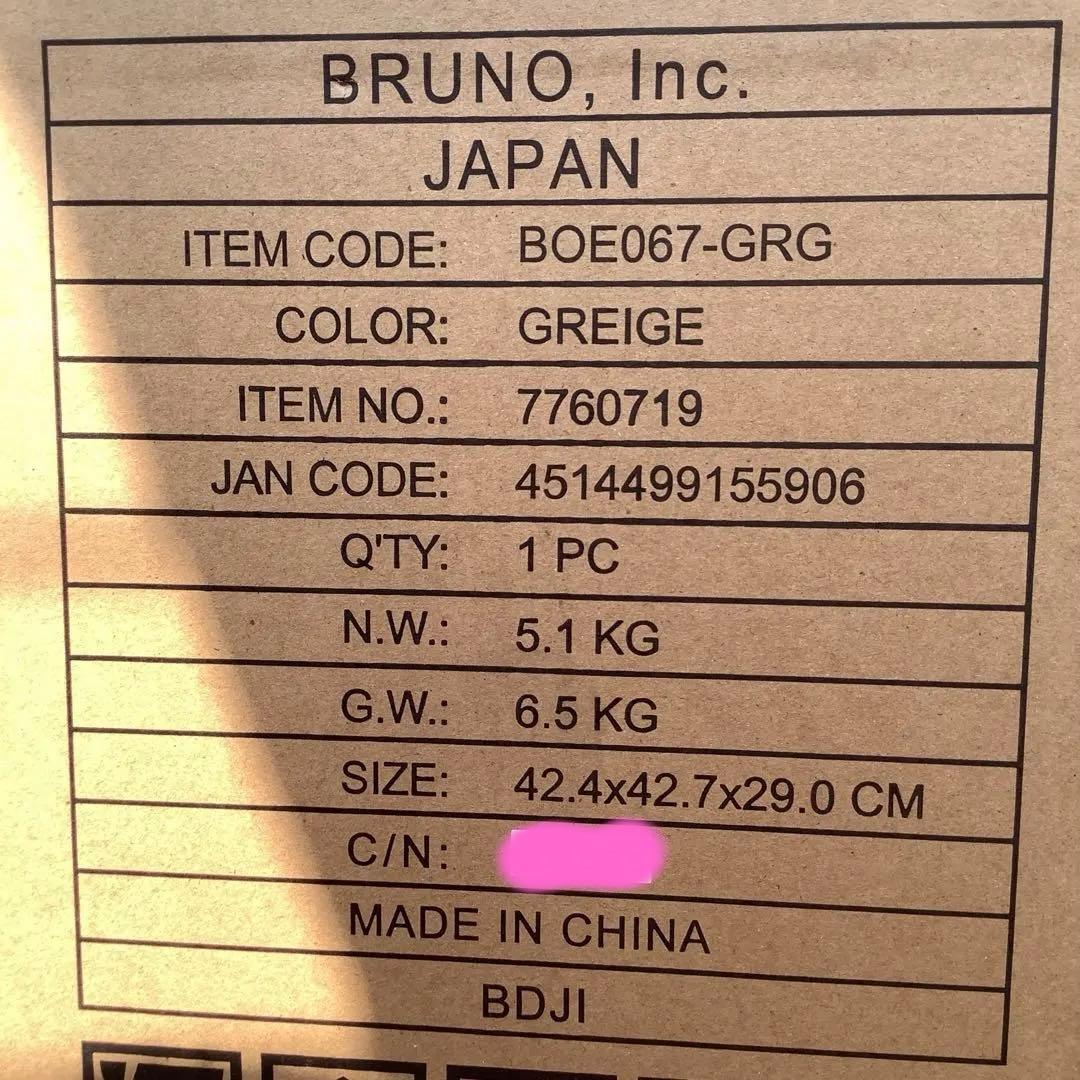 BRUNO, Inc.
JAPAN
ITEM CODE: BOE067-GRG
COLOR: GREIGE
ITEM NO.: 7760719
JAN CODE: 4514499155906
Q'TY: 1 PC
N.W.: 5.1 KG
G.W.: 6.5 KG
SIZE: 42.4x42.7x29.0 CM
C/N:
MADE IN CHINA
BDJI